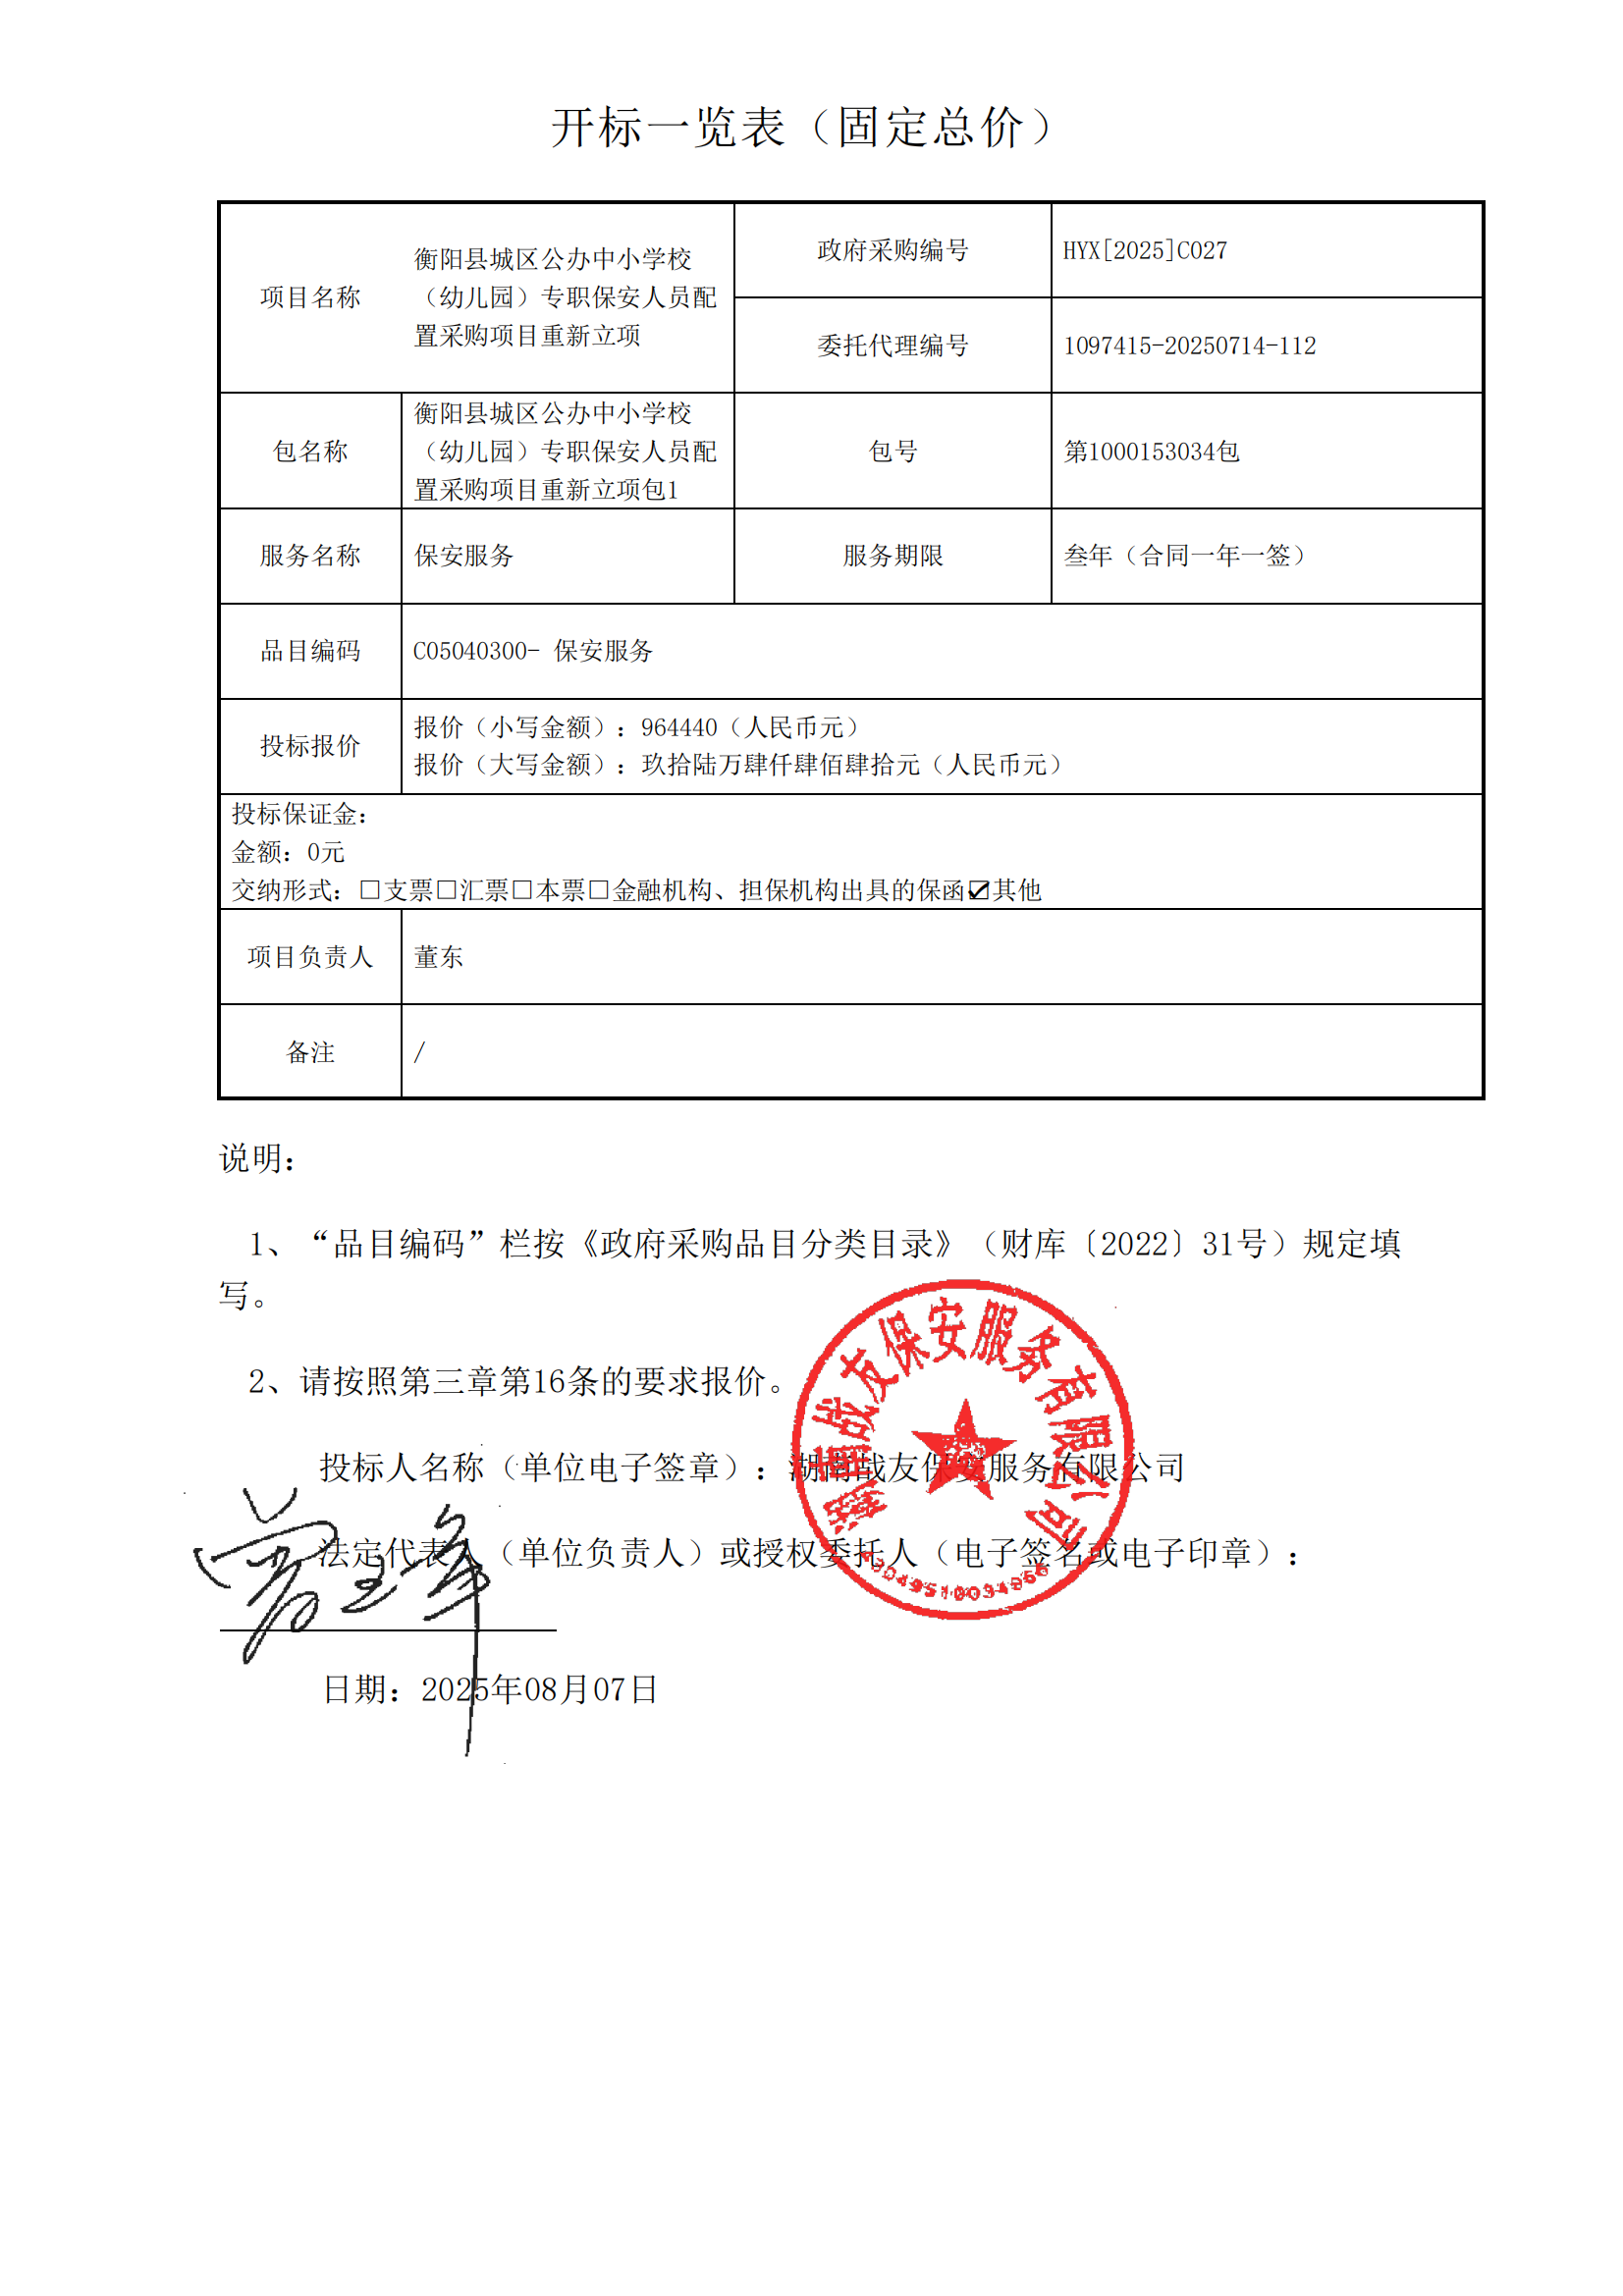 开标一览表（固定总价）
项目名称
衡阳县城区公办中小学校
（幼儿园）专职保安人员配
置采购项目重新立项
政府采购编号
HYX[2025]C027
委托代理编号
1097415-20250714-112
包名称
衡阳县城区公办中小学校
（幼儿园）专职保安人员配
置采购项目重新立项包1
包号
第1000153034包
服务名称
保安服务
服务期限
叁年（合同一年一签）
品目编码
C05040300- 保安服务
投标报价
报价（小写金额）：964440（人民币元）
报价（大写金额）：玖拾陆万肆仟肆佰肆拾元（人民币元）
投标保证金：
金额：0元
交纳形式：□支票□汇票□本票□金融机构、担保机构出具的保函☑其他
项目负责人
董东
备注
/
说明：
1、“品目编码”栏按《政府采购品目分类目录》（财库〔2022〕31号）规定填
写。
2、请按照第三章第16条的要求报价。
投标人名称（单位电子签章）：湖南战友保安服务有限公司
法定代表人（单位负责人）或授权委托人（电子签名或电子印章）：
日期：2025年08月07日
湖南战友保安服务有限公司